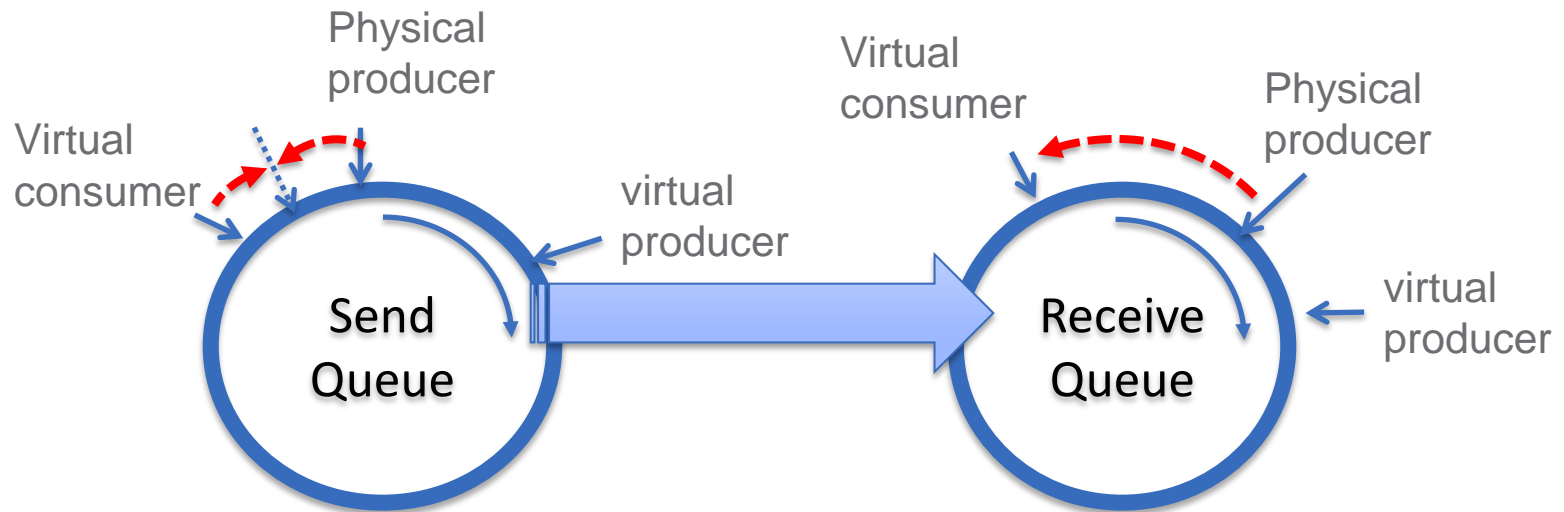 Physical
producer
Virtual
consumer
virtual
producer
Send
Queue
Virtual
consumer
Physical
producer
virtual
producer
Receive
Queue